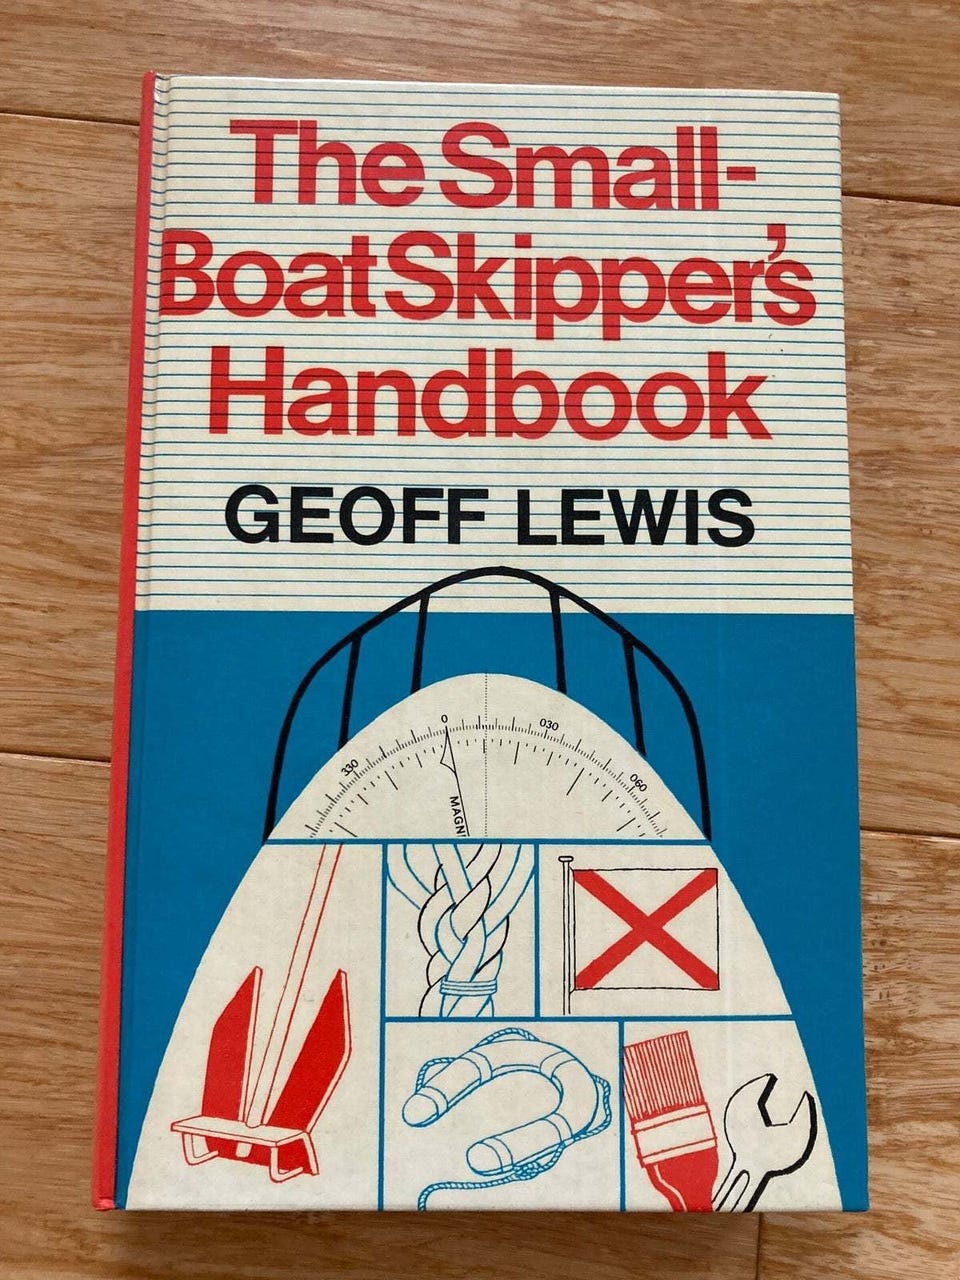 The Small-
Boat Skipper's
Handbook
GEOFF LEWIS
330
0
030
060
MAGN